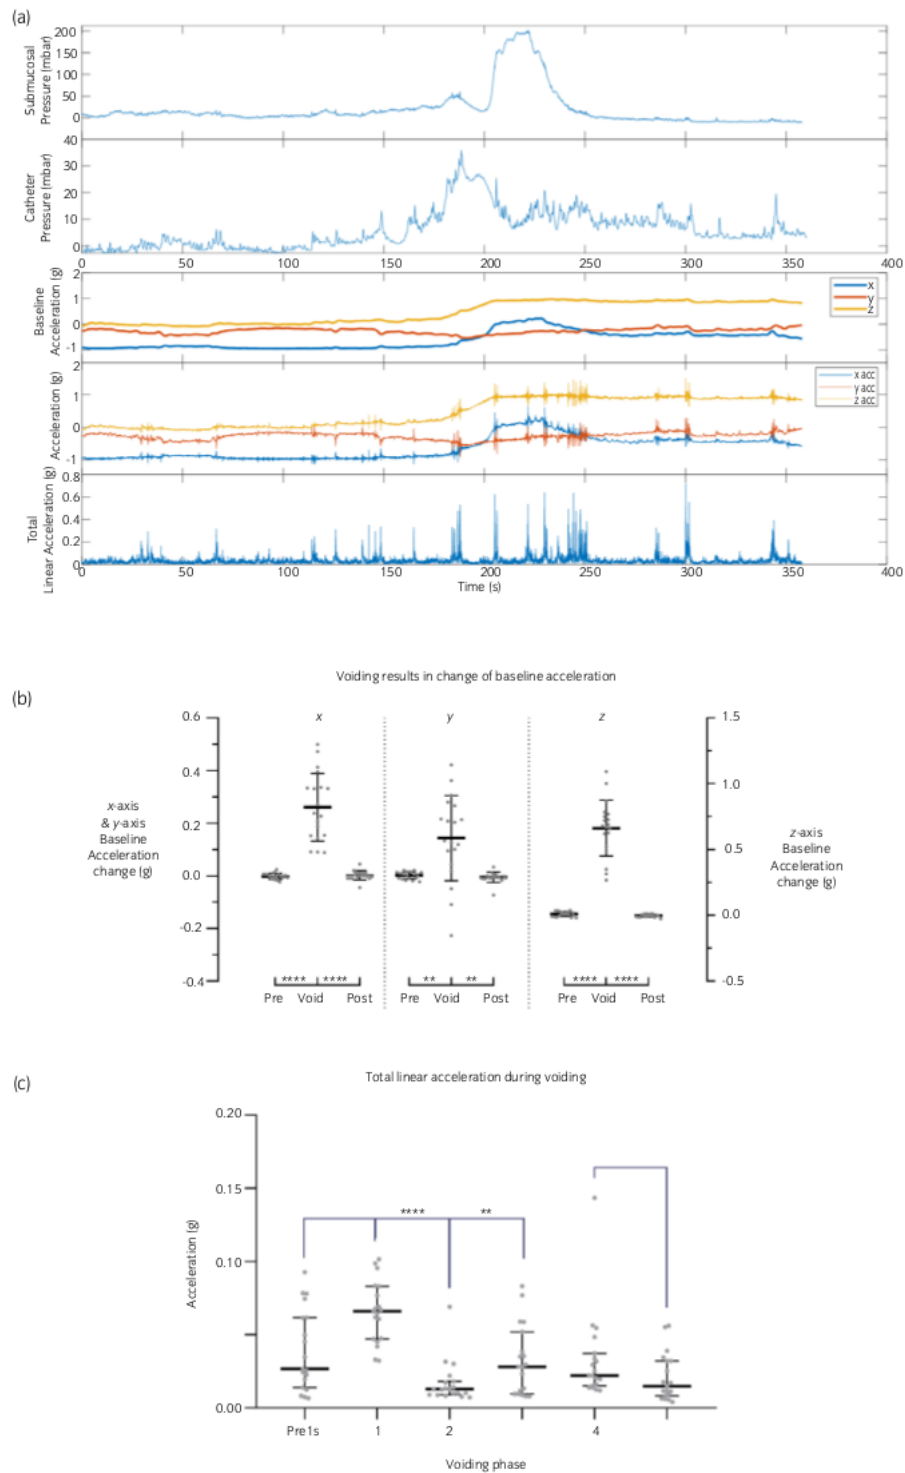 (a)
Submucosal
Pressure (mbar)
200
150
100
50
0
Catheter
Pressure (mbar)
40
30
20
10
0
0 50 100 150 200 250 300 350 400
Baseline
Acceleration (g)
2
1
0
-1
x
y
z
Acceleration (g)
2
1
0
-1
x acc
y acc
z acc
Total
Linear Acceleration (g)
0.8
0.6
0.4
0.2
0
0 50 100 150 200 250 300 350 400
Time (s)
(b)
Voiding results in change of baseline acceleration
x-axis
& y-axis
Baseline
Acceleration
change (g)
0.6
0.4
0.2
0.0
-0.2
-0.4
x y z
**** **** ** ** **** ****
Pre Void Post Pre Void Post Pre Void Post
1.5
1.0
0.5
0.0
-0.5
z-axis
Baseline
Acceleration
change (g)
(c)
Total linear acceleration during voiding
Acceleration (g)
0.20
0.15
0.10
0.00
**** **
Pre1s 1 2 4
Voiding phase